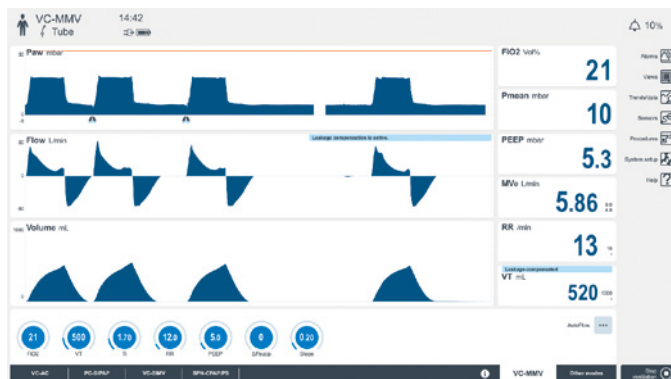 VC-MMV
14:42
Tube
10%
Paw mbar
FiO2 Vol%
21
Alarms
Views
Pmean mbar
10
Trends/data
Sensors
Flow L/min
Leakage compensation is active.
PEEP mbar
5.3
Procedures
System setup
MVe L/min
5.86
Help
Volume mL
RR /min
13
Leakage-compensated
VT mL
520
AutoFlow
21
500
1.70
12.0
5.0
0
0.20
FiO2
VT
Ti
RR
PEEP
ΔPsupp
Slope
VC-AC
VC-SIMV
SPN-CPAP/PS
VC-MMV
Other modes
Stop
ventilation